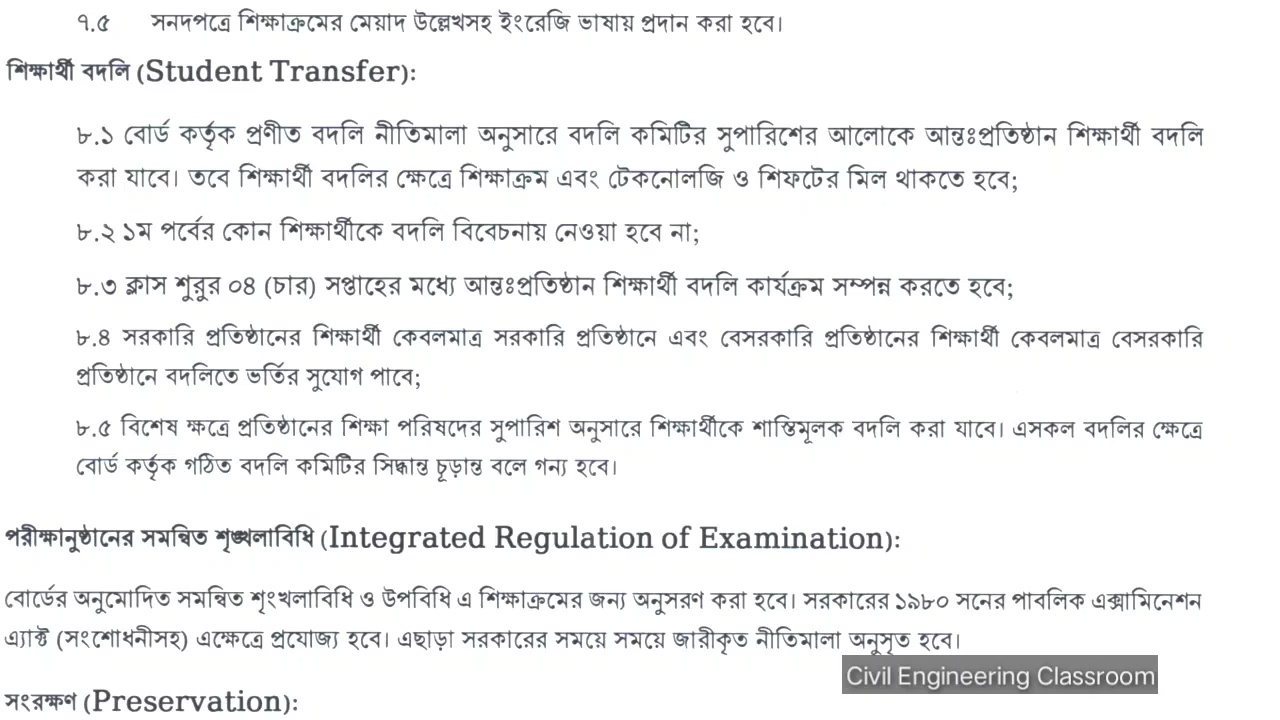 ৭.৫ সনদপত্রে শিক্ষাক্রমের মেয়াদ উল্লেখসহ ইংরেজি ভাষায় প্রদান করা হবে।
শিক্ষার্থী বদলি (Student Transfer):
৮.১ বোর্ড কর্তৃক প্রণীত বদলি নীতিমালা অনুসারে বদলি কমিটির সুপারিশের আলোকে আন্তঃপ্রতিষ্ঠান শিক্ষার্থী বদলি
করা যাবে। তবে শিক্ষার্থী বদলির ক্ষেত্রে শিক্ষাক্রম এবং টেকনোলজি ও শিফটের মিল থাকতে হবে;
৮.২ ১ম পর্বের কোন শিক্ষার্থীকে বদলি বিবেচনায় নেওয়া হবে না;
৮.৩ ক্লাস শুরুর ০৪ (চার) সপ্তাহের মধ্যে আন্তঃপ্রতিষ্ঠান শিক্ষার্থী বদলি কার্যক্রম সম্পন্ন করতে হবে;
৮.৪ সরকারি প্রতিষ্ঠানের শিক্ষার্থী কেবলমাত্র সরকারি প্রতিষ্ঠানে এবং বেসরকারি প্রতিষ্ঠানের শিক্ষার্থী কেবলমাত্র বেসরকারি
প্রতিষ্ঠানে বদলিতে ভর্তির সুযোগ পাবে;
৮.৫ বিশেষ ক্ষত্রে প্রতিষ্ঠানের শিক্ষা পরিষদের সুপারিশ অনুসারে শিক্ষার্থীকে শাস্তিমূলক বদলি করা যাবে। এসকল বদলির ক্ষেত্রে
বোর্ড কর্তৃক গঠিত বদলি কমিটির সিদ্ধান্ত চূড়ান্ত বলে গন্য হবে।
পরীক্ষানুষ্ঠানের সমন্বিত শৃঙ্খলাবিধি (Integrated Regulation of Examination):
বোর্ডের অনুমোদিত সমন্বিত শৃংখলাবিধি ও উপবিধি এ শিক্ষাক্রমের জন্য অনুসরণ করা হবে। সরকারের ১৯৮০ সনের পাবলিক এক্সামিনেশন
এ্যাক্ট (সংশোধনীসহ) এক্ষেত্রে প্রযোজ্য হবে। এছাড়া সরকারের সময়ে সময়ে জারীকৃত নীতিমালা অনুসৃত হবে।
Civil Engineering Classroom
সংরক্ষণ (Preservation):